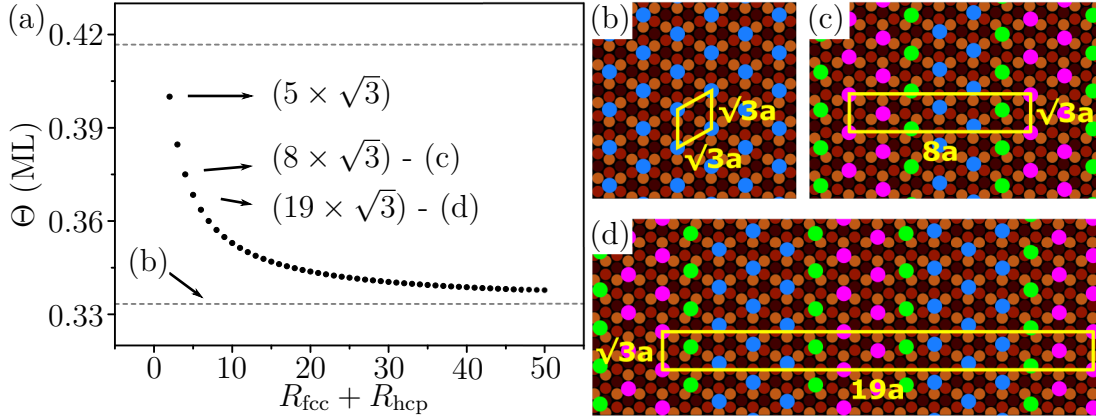 (a)
0.42
0.39
0.36
0.33
Θ (ML)
(5 × √3)
(8 × √3) - (c)
(19 × √3) - (d)
(b)
0 10 20 30 40 50
R_fcc + R_hcp
(b)
√3a
√3a
(c)
√3a
8a
(d)
√3a
19a